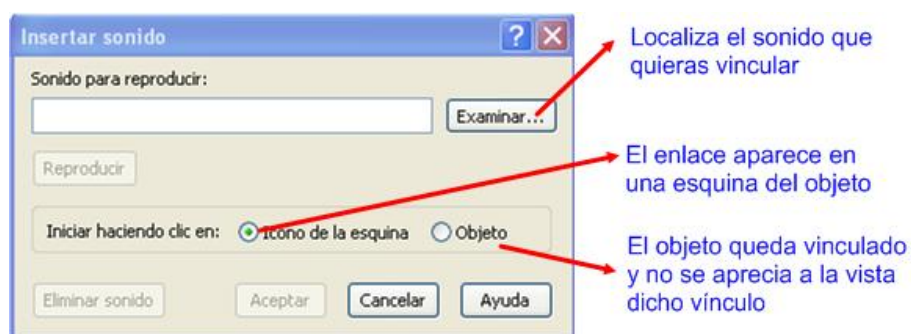 Insertar sonido
Localiza el sonido que
quieras vincular
Sonido para reproducir:
Examinar...
Reproducir
El enlace aparece en
una esquina del objeto
Iniciar haciendo clic en: Icono de la esquina Objeto
El objeto queda vinculado
y no se aprecia a la vista
dicho vínculo
Eliminar sonido Aceptar Cancelar Ayuda